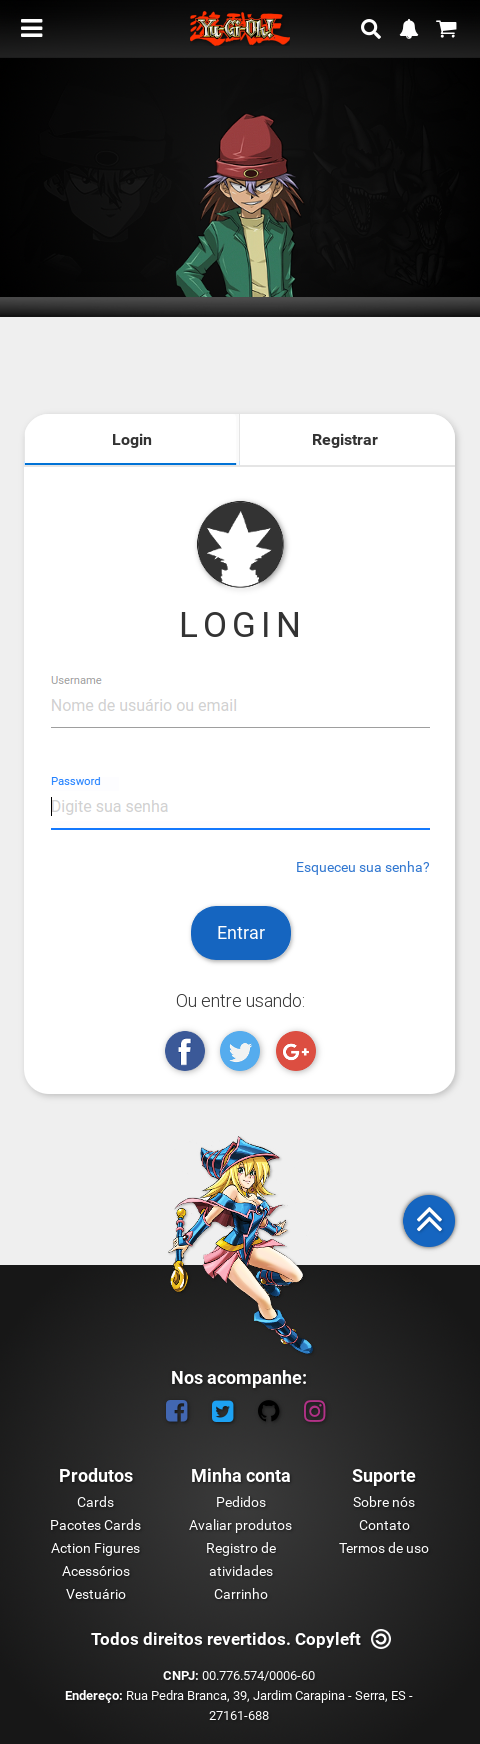 Yu-Gi-Oh!
Login
Registrar
LOGIN
Username
Nome de usuário ou email
Password
Digite sua senha
Esqueceu sua senha?
Entrar
Ou entre usando:
Nos acompanhe:
Produtos
Cards
Pacotes Cards
Action Figures
Acessórios
Vestuário
Minha conta
Pedidos
Avaliar produtos
Registro de
atividades
Carrinho
Suporte
Sobre nós
Contato
Termos de uso
Todos direitos revertidos. Copyleft
CNPJ: 00.776.574/0006-60
Endereço: Rua Pedra Branca, 39, Jardim Carapina - Serra, ES -
27161-688